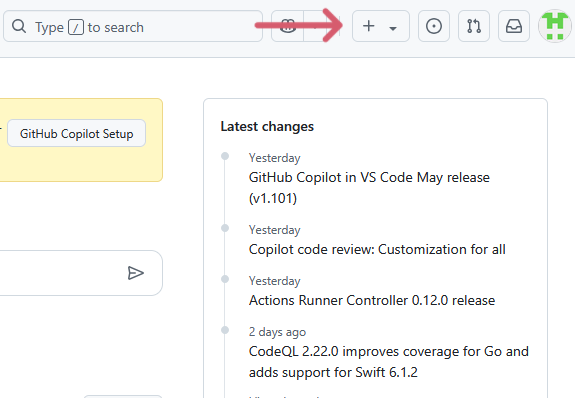 Type / to search
GitHub Copilot Setup
Latest changes
Yesterday
GitHub Copilot in VS Code May release
(v1.101)
Yesterday
Copilot code review: Customization for all
Yesterday
Actions Runner Controller 0.12.0 release
2 days ago
CodeQL 2.22.0 improves coverage for Go and
adds support for Swift 6.1.2